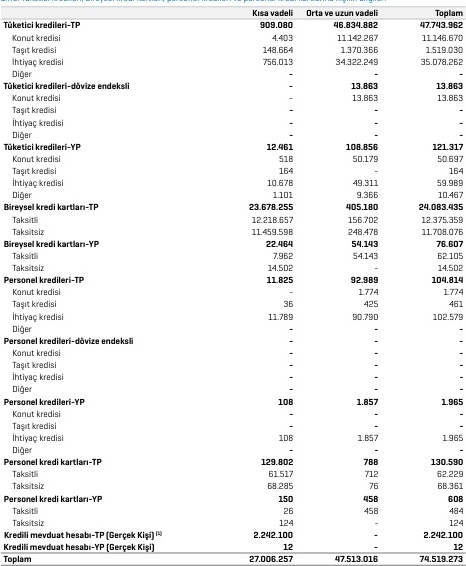 Kısa vadeli Orta ve uzun vadeli Toplam
Tüketici kredileri-TP 909.080 46.834.882 47.743.962
Konut kredisi 4.403 11.142.267 11.146.670
Taşıt kredisi 148.664 1.370.366 1.519.030
İhtiyaç kredisi 756.013 34.322.249 35.078.262
Diğer - - -
Tüketici kredileri-dövize endeksli - 13.863 13.863
Konut kredisi - 13.863 13.863
Taşıt kredisi - - -
İhtiyaç kredisi - - -
Diğer - - -
Tüketici kredileri-YP 12.461 108.856 121.317
Konut kredisi 518 50.179 50.697
Taşıt kredisi 164 - 164
İhtiyaç kredisi 10.678 49.311 59.989
Diğer 1.101 9.366 10.467
Bireysel kredi kartları-TP 23.678.255 405.180 24.083.435
Taksitli 12.218.657 156.702 12.375.359
Taksitsiz 11.459.598 248.478 11.708.076
Bireysel kredi kartları-YP 22.464 54.143 76.607
Taksitli 7.962 54.143 62.105
Taksitsiz 14.502 - 14.502
Personel kredileri-TP 11.825 92.989 104.814
Konut kredisi - 1.774 1.774
Taşıt kredisi 36 425 461
İhtiyaç kredisi 11.789 90.790 102.579
Diğer - - -
Personel kredileri-dövize endeksli - - -
Konut kredisi - - -
Taşıt kredisi - - -
İhtiyaç kredisi - - -
Diğer - - -
Personel kredileri-YP 108 1.857 1.965
Konut kredisi - - -
Taşıt kredisi - - -
İhtiyaç kredisi 108 1.857 1.965
Diğer - - -
Personel kredi kartları-TP 129.802 788 130.590
Taksitli 61.517 712 62.229
Taksitsiz 68.285 76 68.361
Personel kredi kartları-YP 150 458 608
Taksitli 26 458 484
Taksitsiz 124 - 124
Kredili mevduat hesabı-TP (Gerçek Kişi) (1) 2.242.100 - 2.242.100
Kredili mevduat hesabı-YP (Gerçek Kişi) 12 - 12
Toplam 27.006.257 47.513.016 74.519.273